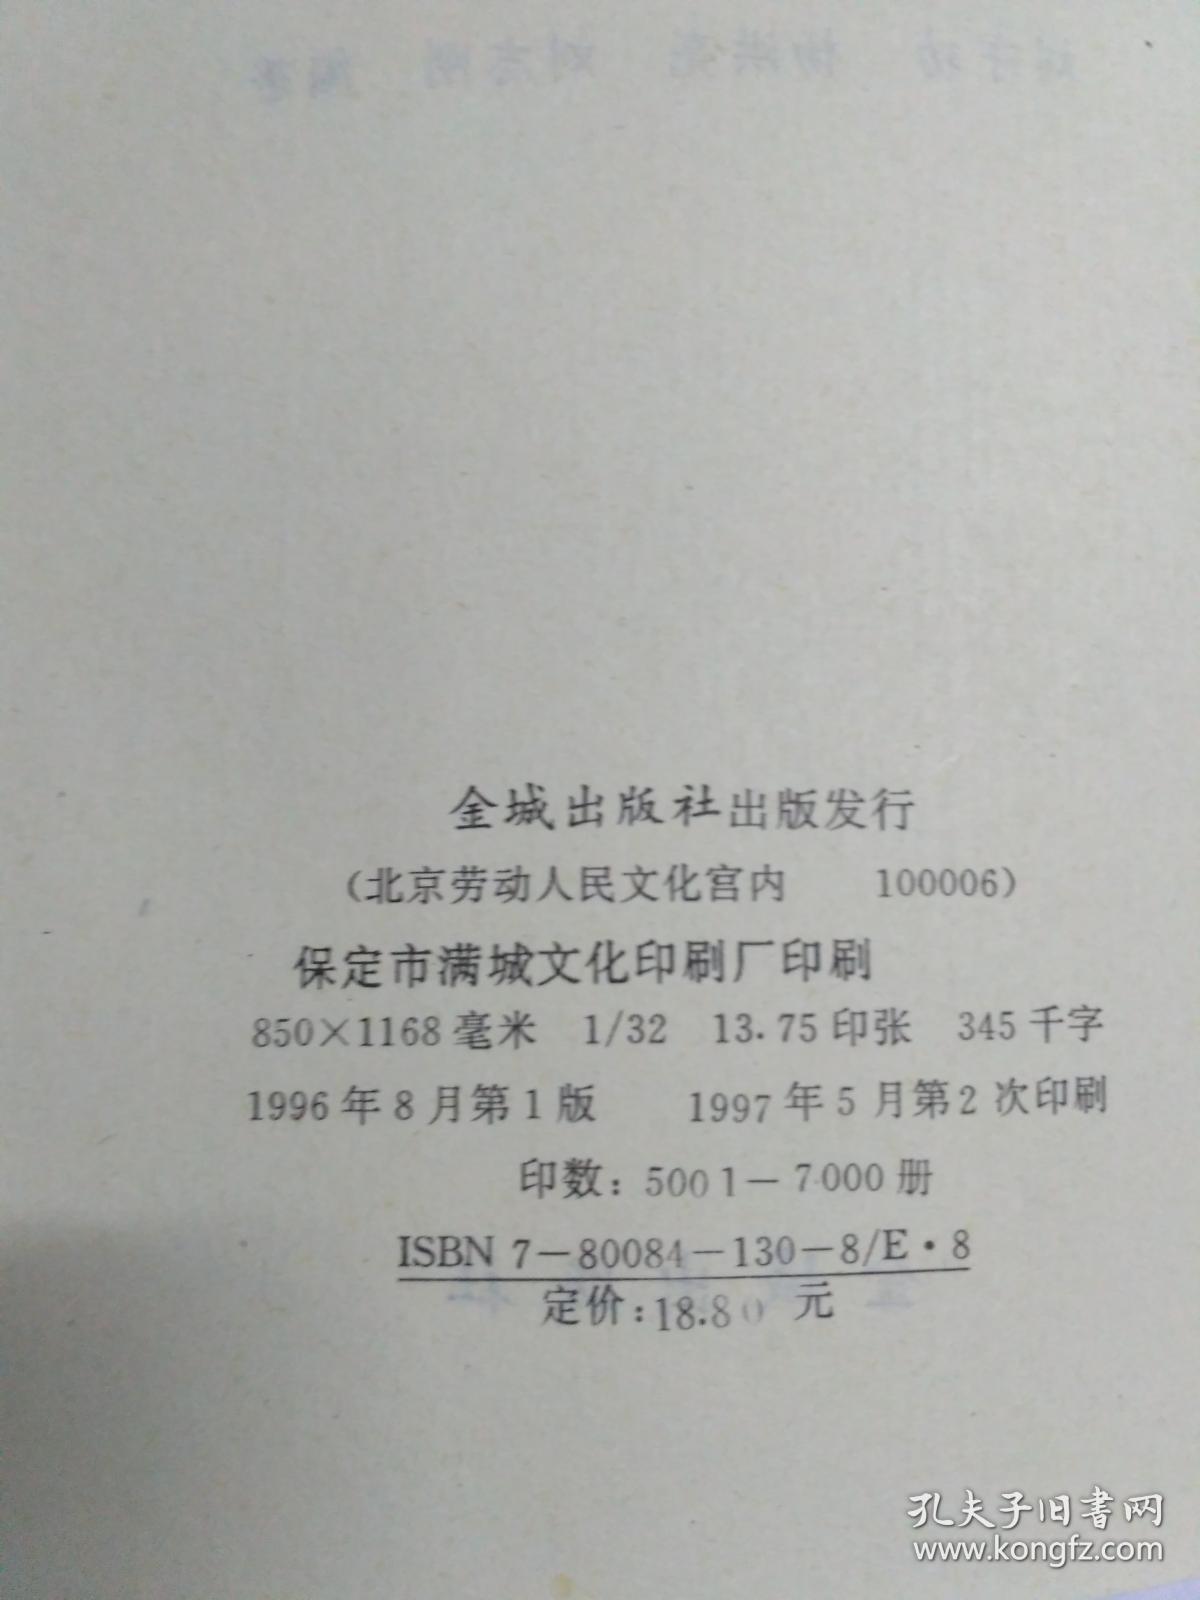 金城出版社出版发行
(北京劳动人民文化宫内 100006)
保定市满城文化印刷厂印刷
850×1168毫米 1/32 13.75印张 345千字
1996年8月第1版 1997年5月第2次印刷
印数：5001－7000册
ISBN 7－80084－130－8/E·8
定价：18.80元
孔夫子旧书网
www.kongfz.com